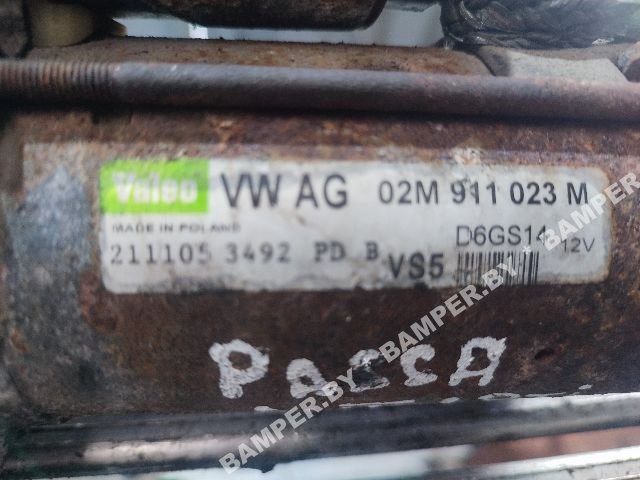 Valeo VW AG 02M 911 023 M
MADE IN POLAND D6GS14 12V
211105 3492 PD B VS5
PaccA
BAMPER.BY * BAMPER.BY * BAMPER.BY